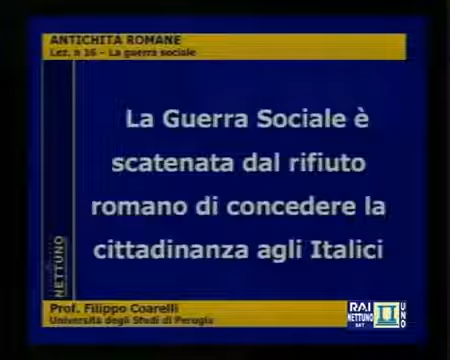 ANTICHITÀ ROMANE
Lez. n 16 - La guerra sociale
La Guerra Sociale è
scatenata dal rifiuto
romano di concedere la
cittadinanza agli Italici
NETTUNO
Prof. Filippo Coarelli
Università degli Studi di Perugia
RAI
NETTUNO
SAT
UNO